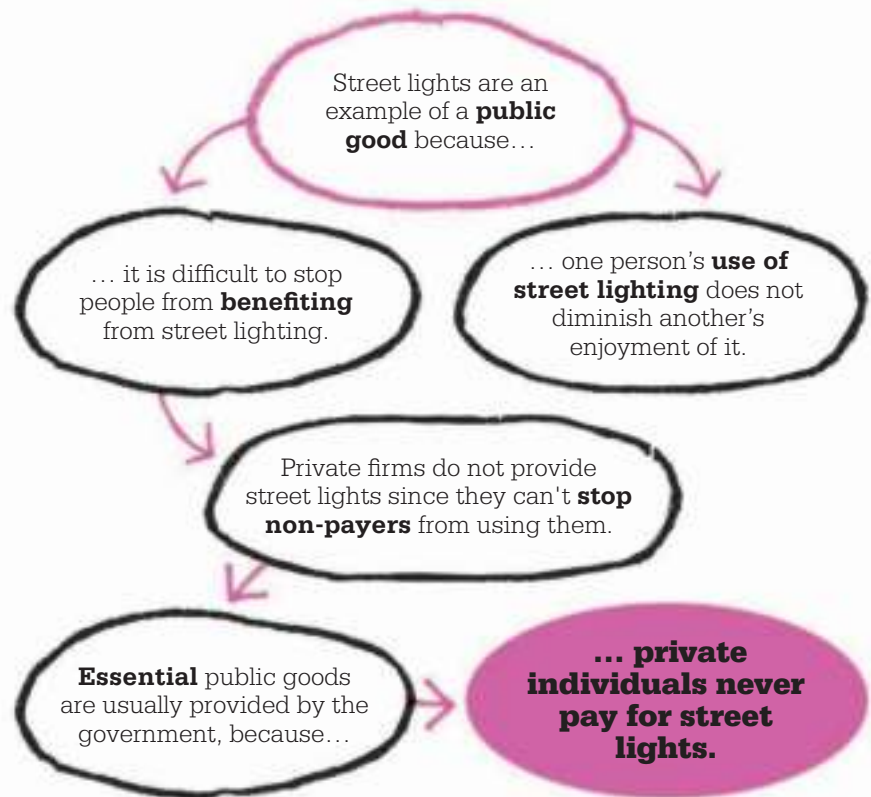 Street lights are an
example of a public
good because…
… it is difficult to stop
people from benefiting
from street lighting.
… one person’s use of
street lighting does not
diminish another’s
enjoyment of it.
Private firms do not provide
street lights since they can't stop
non-payers from using them.
Essential public goods
are usually provided by the
government, because…
… private
individuals never
pay for street
lights.